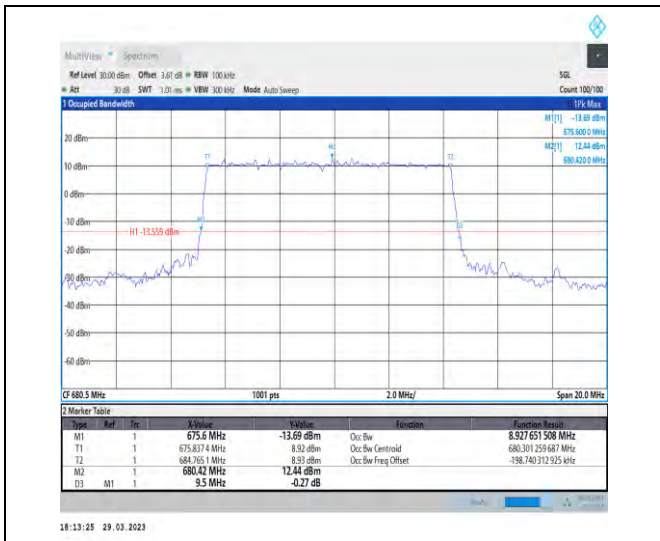 MultiView Spectrum
Ref Level 30.00 dBm Offset 3.61 dB RBW 100 kHz SGL
Att 30 dB SWT 1.01 ms VBW 300 kHz Mode Auto Sweep Count 100/100
1 Occupied Bandwidth 1Pk Max
M1[1] -13.69 dBm
675.6000 MHz
M2[1] 12.44 dBm
680.4200 MHz
20 dBm
T1 M2 T2
10 dBm
0 dBm
-10 dBm
M1 D3
H1 -13.559 dBm
-20 dBm
-30 dBm
-40 dBm
-50 dBm
-60 dBm
CF 680.5 MHz 1001 pts 2.0 MHz/ Span 20.0 MHz
2 Marker Table
Type Ref Trc X-Value Y-Value Function Function Result
M1 1 675.6 MHz -13.69 dBm Occ Bw 8.927 651 508 MHz
T1 1 675.837 4 MHz 8.92 dBm Occ Bw Centroid 680.301 259 687 MHz
T2 1 684.765 1 MHz 8.93 dBm Occ Bw Freq Offset -198.740 312 925 kHz
M2 1 680.42 MHz 12.44 dBm
D3 M1 1 9.5 MHz -0.27 dB
18:13:25 29.03.2023